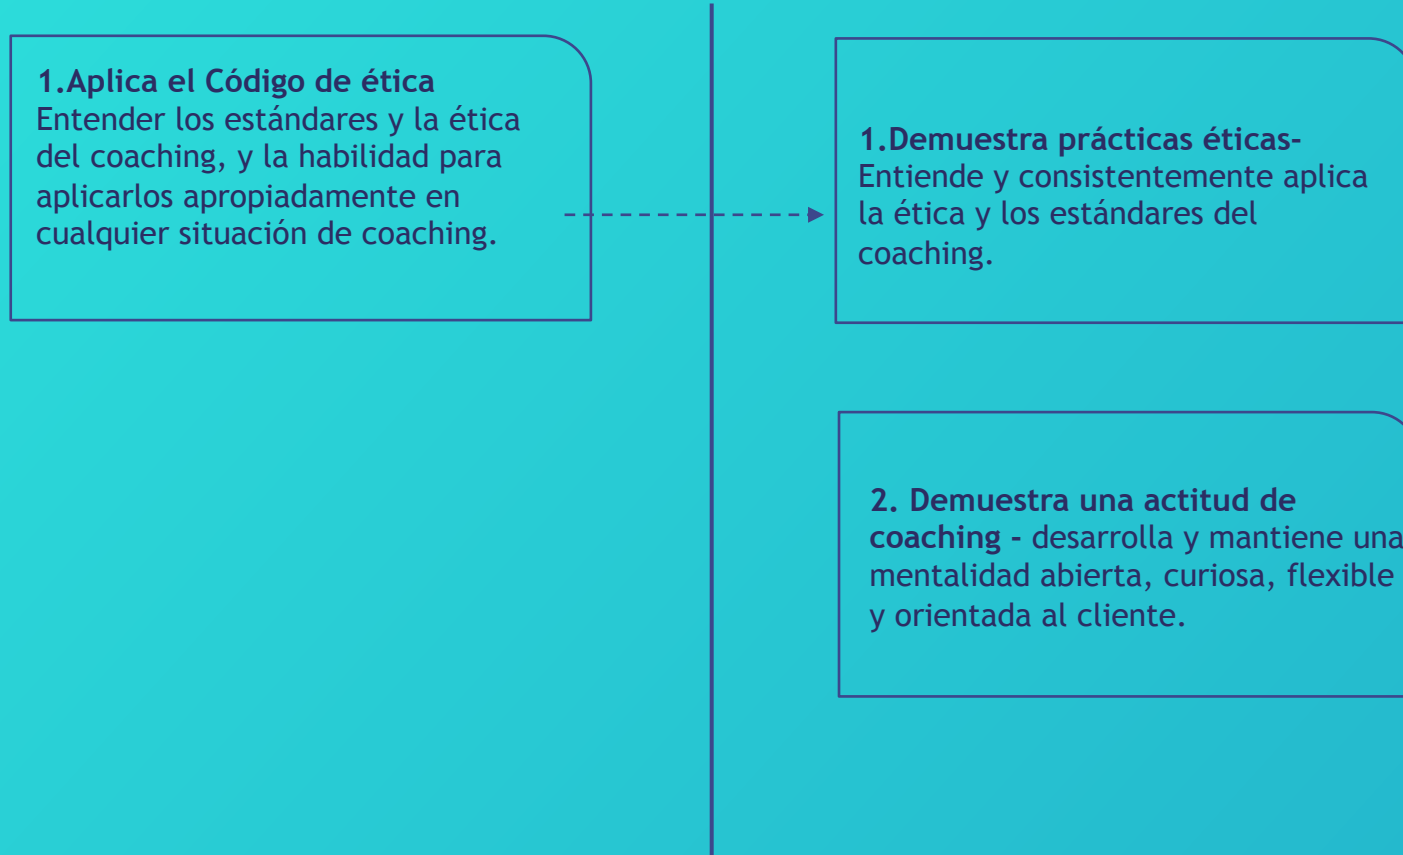 1.Aplica el Código de ética
Entender los estándares y la ética
del coaching, y la habilidad para
aplicarlos apropiadamente en
cualquier situación de coaching.
1.Demuestra prácticas éticas-
Entiende y consistentemente aplica
la ética y los estándares del
coaching.
2. Demuestra una actitud de
coaching - desarrolla y mantiene una
mentalidad abierta, curiosa, flexible
y orientada al cliente.